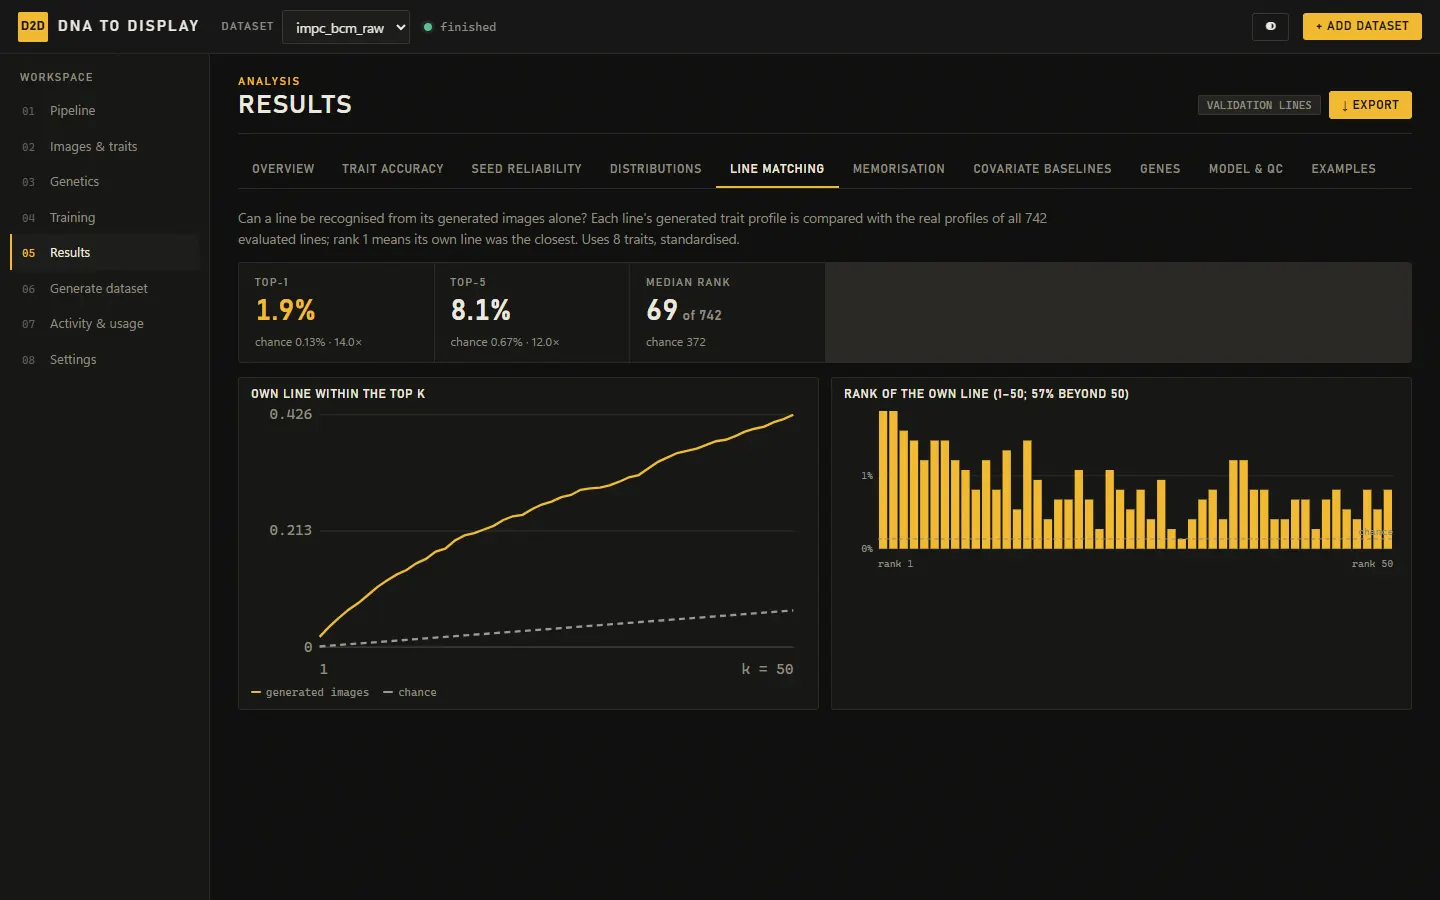 D2D DNA TO DISPLAY DATASET impc_bcm_raw finished + ADD DATASET
WORKSPACE
01 Pipeline
02 Images & traits
03 Genetics
04 Training
05 Results
06 Generate dataset
07 Activity & usage
08 Settings
ANALYSIS
RESULTS
VALIDATION LINES ↓ EXPORT
OVERVIEW TRAIT ACCURACY SEED RELIABILITY DISTRIBUTIONS LINE MATCHING MEMORISATION COVARIATE BASELINES GENES MODEL & QC EXAMPLES
Can a line be recognised from its generated images alone? Each line's generated trait profile is compared with the real profiles of all 742
evaluated lines; rank 1 means its own line was the closest. Uses 8 traits, standardised.
TOP-1
1.9%
chance 0.13% · 14.0×
TOP-5
8.1%
chance 0.67% · 12.0×
MEDIAN RANK
69 of 742
chance 372
OWN LINE WITHIN THE TOP K
0.426
0.213
0
1 k = 50
generated images chance
RANK OF THE OWN LINE (1–50; 57% BEYOND 50)
1%
chance
0%
rank 1 rank 50